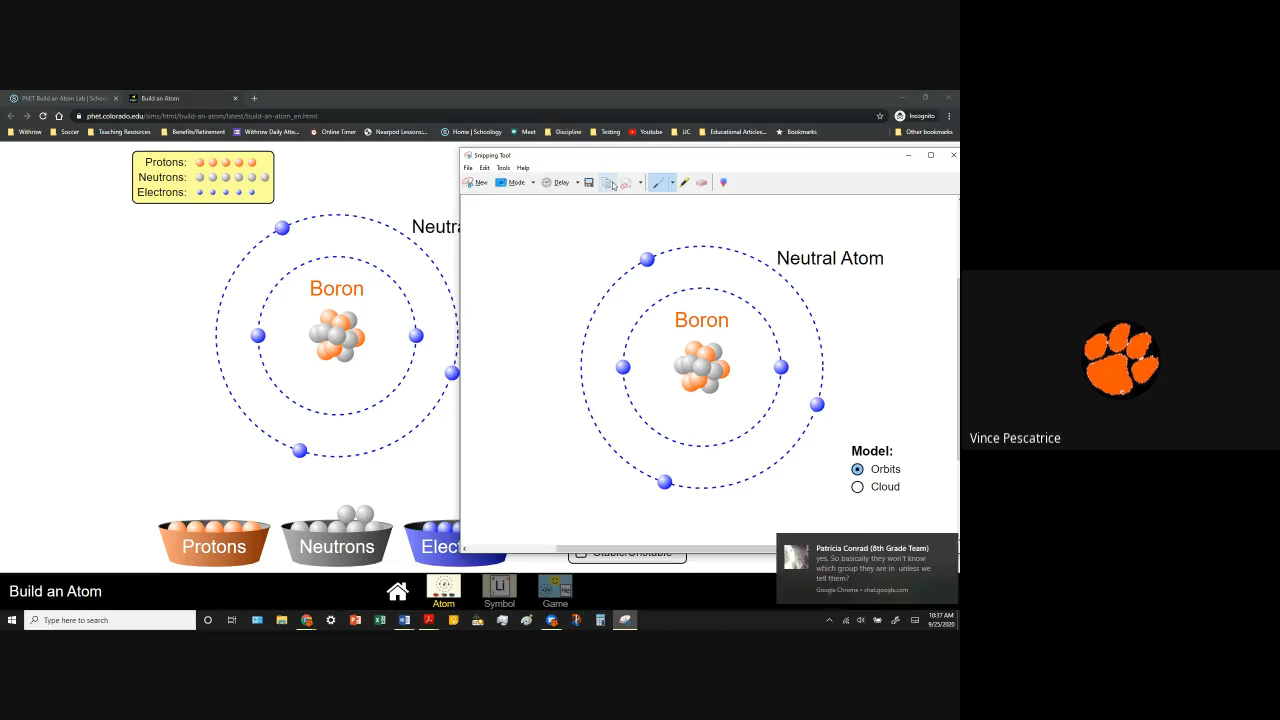 PhET Build an Atom Lab | Schoo
Build an Atom
phet.colorado.edu/sims/html/build-an-atom/latest/build-an-atom_en.html
Incognito
Withrow
Soccer
Teaching Resources
Benefits/Retirement
Withrow Daily Atte...
Online Timer
Nearpod Lessons:...
Home | Schoology
Meet
Discipline
Testing
Youtube
UC
Educational Articles...
Bookmarks
Other bookmarks
Protons:
Neutrons:
Electrons:
Neutra
Boron
Snipping Tool
File Edit Tools Help
New Mode Delay
Neutral Atom
Boron
Model:
Orbits
Cloud
Protons
Neutrons
Elect
Stable/Unstable
Patricia Conrad (8th Grade Team)
yes. So basically they won't know
which group they are in unless we
tell them?
Google Chrome • chat.google.com
Build an Atom
Atom
Li
Symbol
He
Game
Type here to search
10:37 AM
9/25/2020
Vince Pescatrice